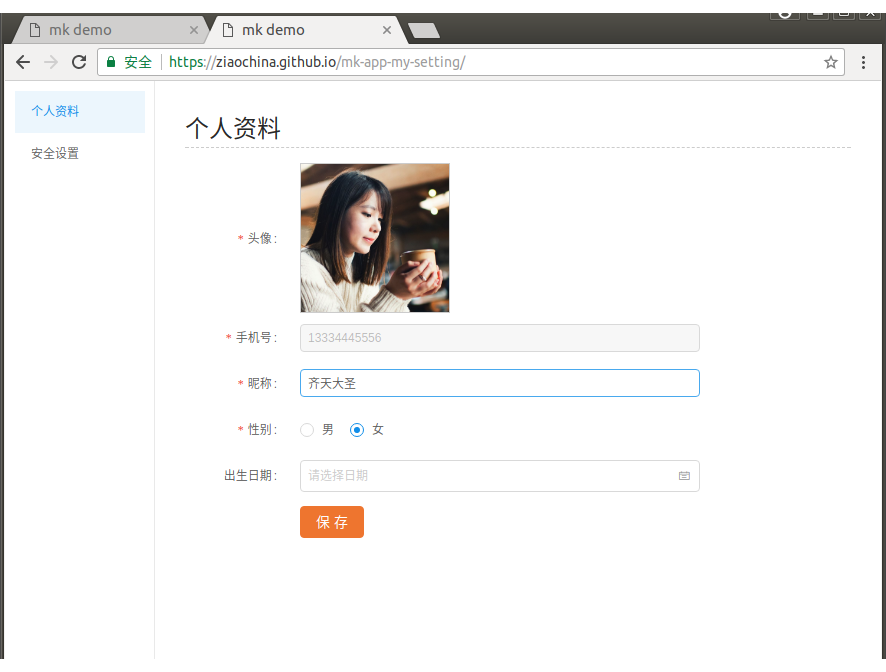 mk demo
mk demo
安全 https://ziaochina.github.io/mk-app-my-setting/
个人资料
安全设置
个人资料
* 头像:
* 手机号: 13334445556
* 昵称: 齐天大圣
* 性别: 男 女
出生日期: 请选择日期
保 存